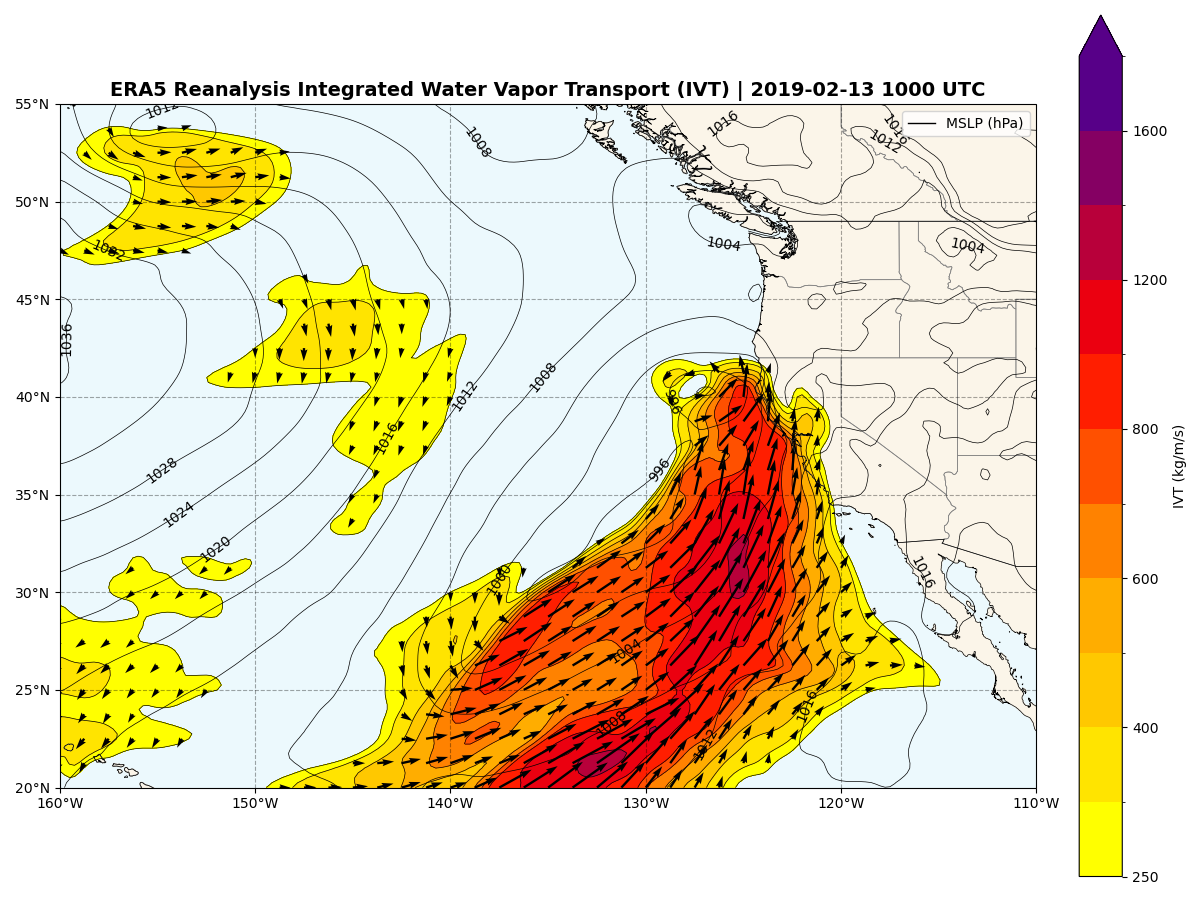 ERA5 Reanalysis Integrated Water Vapor Transport (IVT) | 2019-02-13 1000 UTC
55°N
50°N
45°N
40°N
35°N
30°N
25°N
20°N
160°W
150°W
140°W
130°W
120°W
110°W
MSLP (hPa)
1012
1008
1016
1016
1012
1004
1004
1032
1036
1008
1012
996
1016
996
1028
1024
1020
1000
1016
1004
1008
1016
1012
1600
1200
800
600
400
250
IVT (kg/m/s)